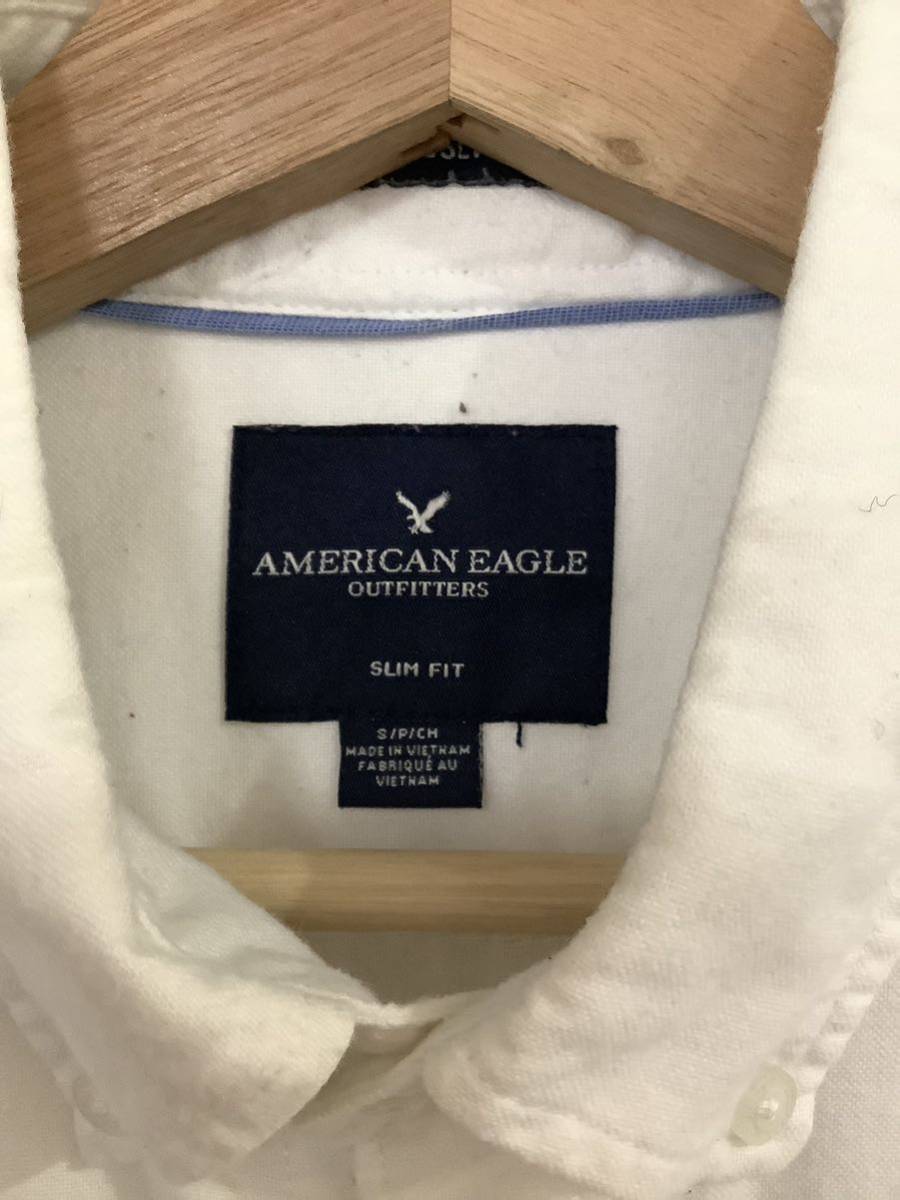 AMERICAN EAGLE
OUTFITTERS
SLIM FIT
S/P/CH
MADE IN VIETNAM
FABRIQUÉ AU
VIETNAM